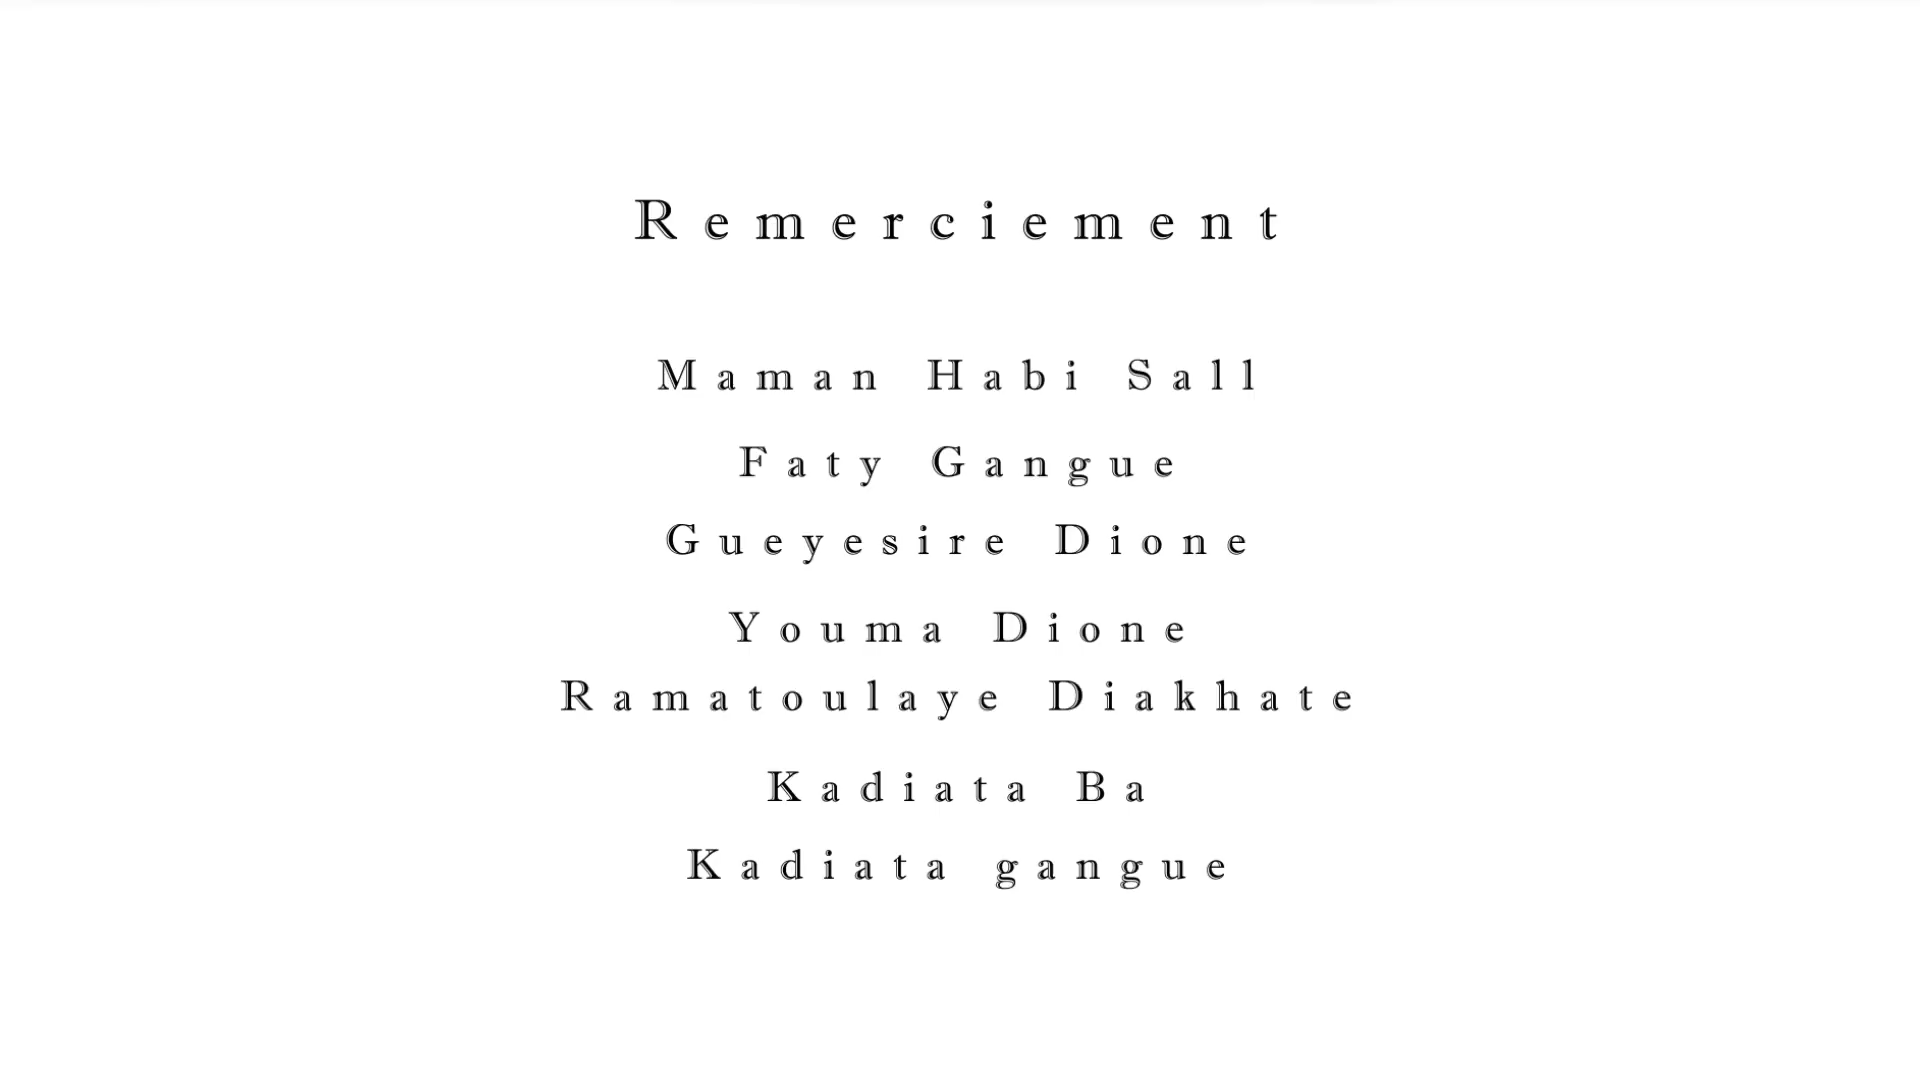 Remerciement
Maman Habi Sall
Faty Gangue
Gueyesire Dione
Youma Dione
Ramatoulaye Diakhate
Kadiata Ba
Kadiata gangue